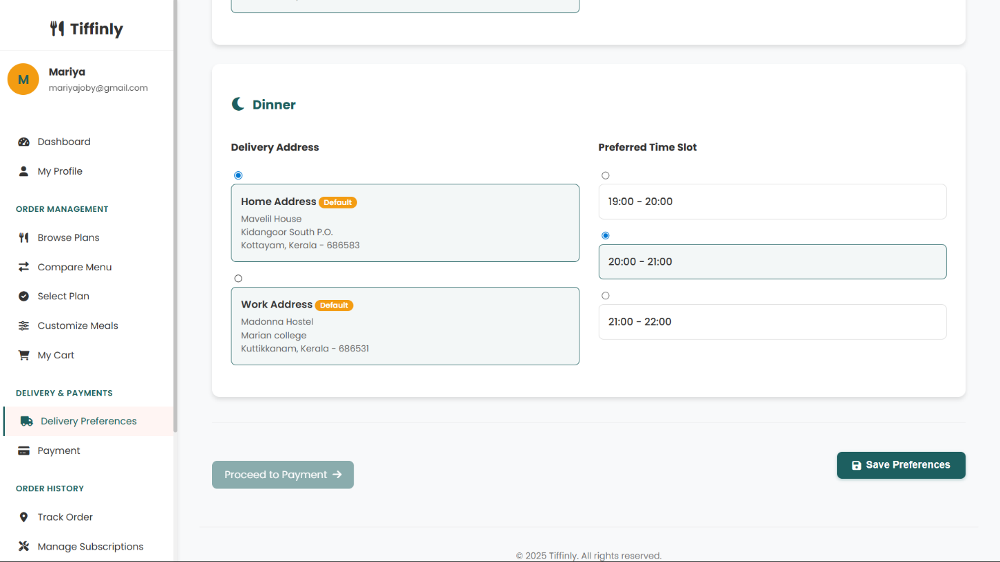 Tiffinly
M
Mariya
mariyajoby@gmail.com
Dashboard
My Profile
ORDER MANAGEMENT
Browse Plans
Compare Menu
Select Plan
Customize Meals
My Cart
DELIVERY & PAYMENTS
Delivery Preferences
Payment
ORDER HISTORY
Track Order
Manage Subscriptions
Dinner
Delivery Address
Home Address Default
Mavelil House
Kidangoor South P.O.
Kottayam, Kerala - 686583
Work Address Default
Madonna Hostel
Marian college
Kuttikkanam, Kerala - 686531
Preferred Time Slot
19:00 - 20:00
20:00 - 21:00
21:00 - 22:00
Proceed to Payment
Save Preferences
© 2025 Tiffinly. All rights reserved.